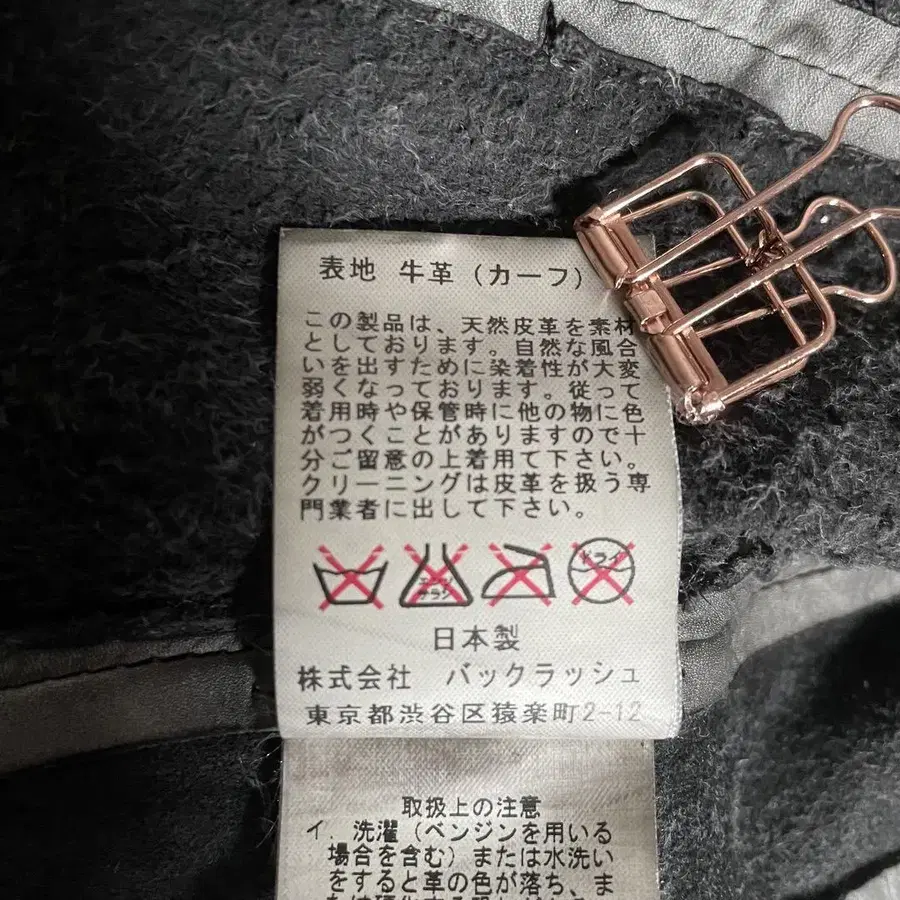 表地 牛革 (カーフ)
この製品は、天然皮革を素材
としております。自然な風合
いを出すために染着性が大変
弱くなっております。従って
着用時や保管時に他の物に色
がつくことがありますので十
分ご留意の上着用て下さい。
クリーニングは皮革を扱う専
門業者に出して下さい。
エンソ ドライ
サラシ
日本製
株式会社 バックラッシュ
東京都渋谷区猿楽町2-12
取扱上の注意
イ. 洗濯 (ベンジンを用いる
場合を含む) または水洗い
をすると革の色が落ち、ま